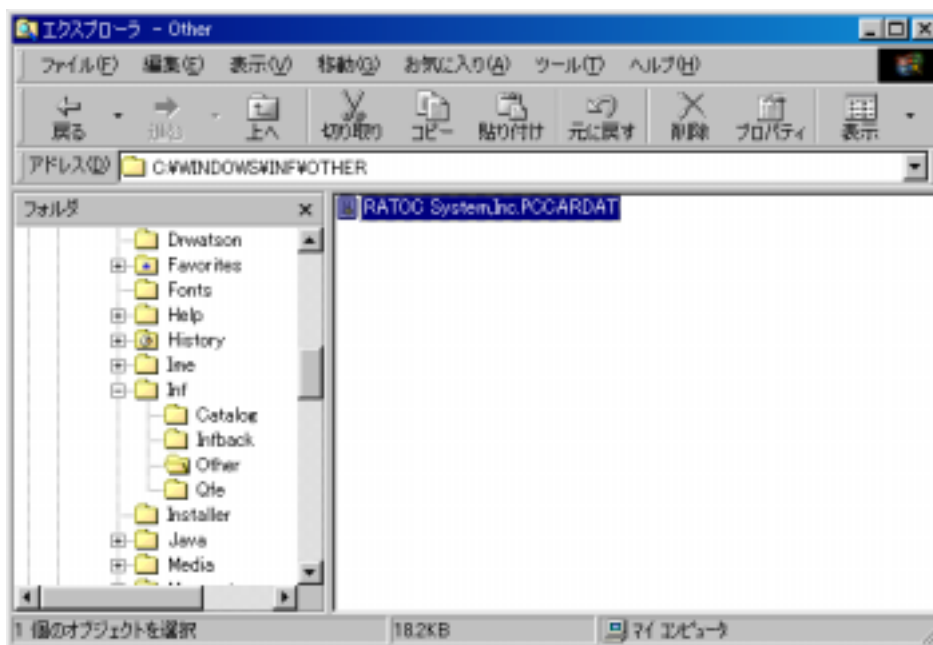 エクスプローラ - Other
ファイル(F) 編集(E) 表示(V) 移動(G) お気に入り(A) ツール(T) ヘルプ(H)
戻る 上へ 切り取り コピー 貼り付け 元に戻す 削除 プロパティ 表示
アドレス(D) C:¥WINDOWS¥INF¥OTHER
フォルダ
RATOC System,Inc.PCCARDAT
Drwatson
Favorites
Fonts
Help
History
Ime
Inf
Catalog
Infback
Other
Qfe
Installer
Java
Media
1 個のオブジェクトを選択 18.2KB マイ コンピュータ